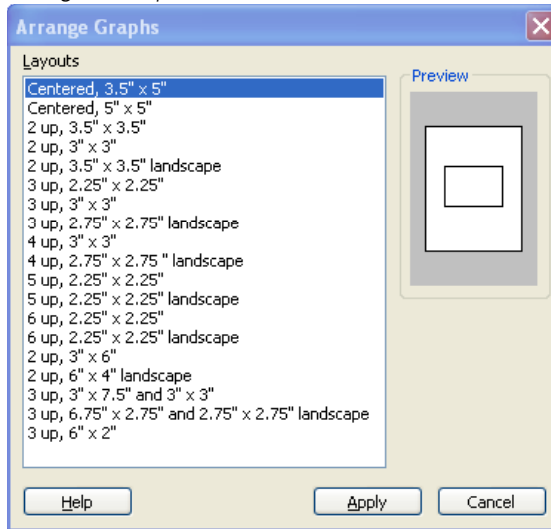 Arrange Graphs
Layouts
Centered, 3.5" x 5"
Centered, 5" x 5"
2 up, 3.5" x 3.5"
2 up, 3" x 3"
2 up, 3.5" x 3.5" landscape
3 up, 2.25" x 2.25"
3 up, 3" x 3"
3 up, 2.75" x 2.75" landscape
4 up, 3" x 3"
4 up, 2.75" x 2.75 " landscape
5 up, 2.25" x 2.25"
5 up, 2.25" x 2.25" landscape
6 up, 2.25" x 2.25"
6 up, 2.25" x 2.25" landscape
2 up, 3" x 6"
2 up, 6" x 4" landscape
3 up, 3" x 7.5" and 3" x 3"
3 up, 6.75" x 2.75" and 2.75" x 2.75" landscape
3 up, 6" x 2"
Preview
Help
Apply
Cancel